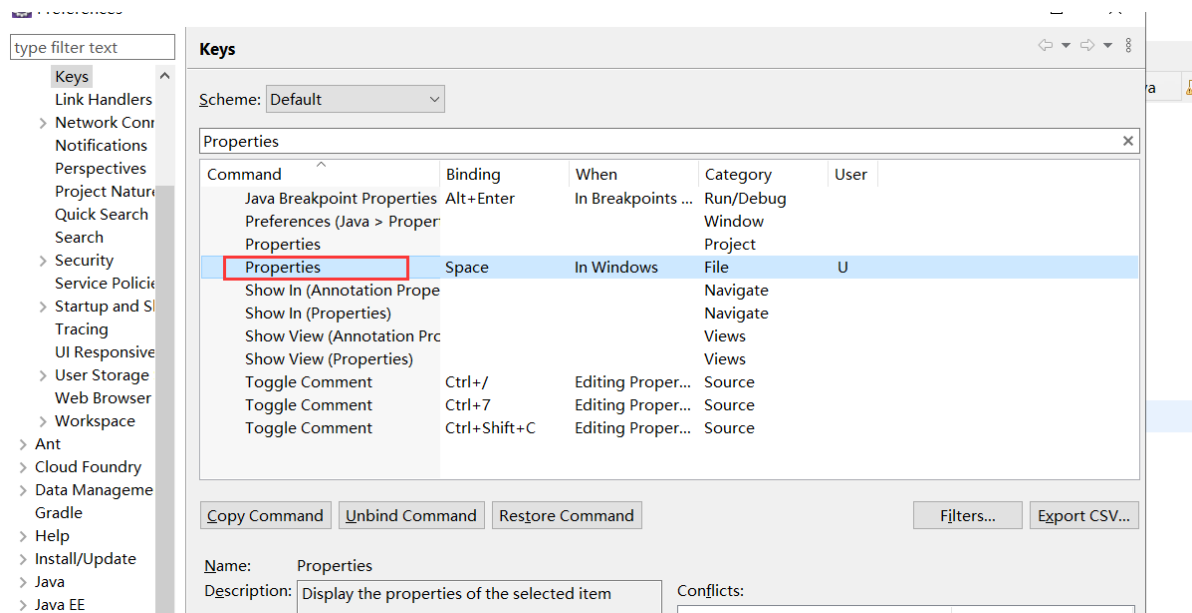 Preferences
type filter text
Keys
Link Handlers
Network Conr
Notifications
Perspectives
Project Nature
Quick Search
Search
Security
Service Policie
Startup and Sl
Tracing
UI Responsive
User Storage
Web Browser
Workspace
Ant
Cloud Foundry
Data Manageme
Gradle
Help
Install/Update
Java
Java EE
Keys
Scheme: Default
Properties
Command Binding When Category User
Java Breakpoint Properties Alt+Enter In Breakpoints ... Run/Debug
Preferences (Java > Proper Window
Properties Project
Properties Space In Windows File U
Show In (Annotation Prope Navigate
Show In (Properties) Navigate
Show View (Annotation Prc Views
Show View (Properties) Views
Toggle Comment Ctrl+/ Editing Proper... Source
Toggle Comment Ctrl+7 Editing Proper... Source
Toggle Comment Ctrl+Shift+C Editing Proper... Source
Copy Command Unbind Command Restore Command Filters... Export CSV...
Name: Properties
Description: Display the properties of the selected item
Conflicts:
va